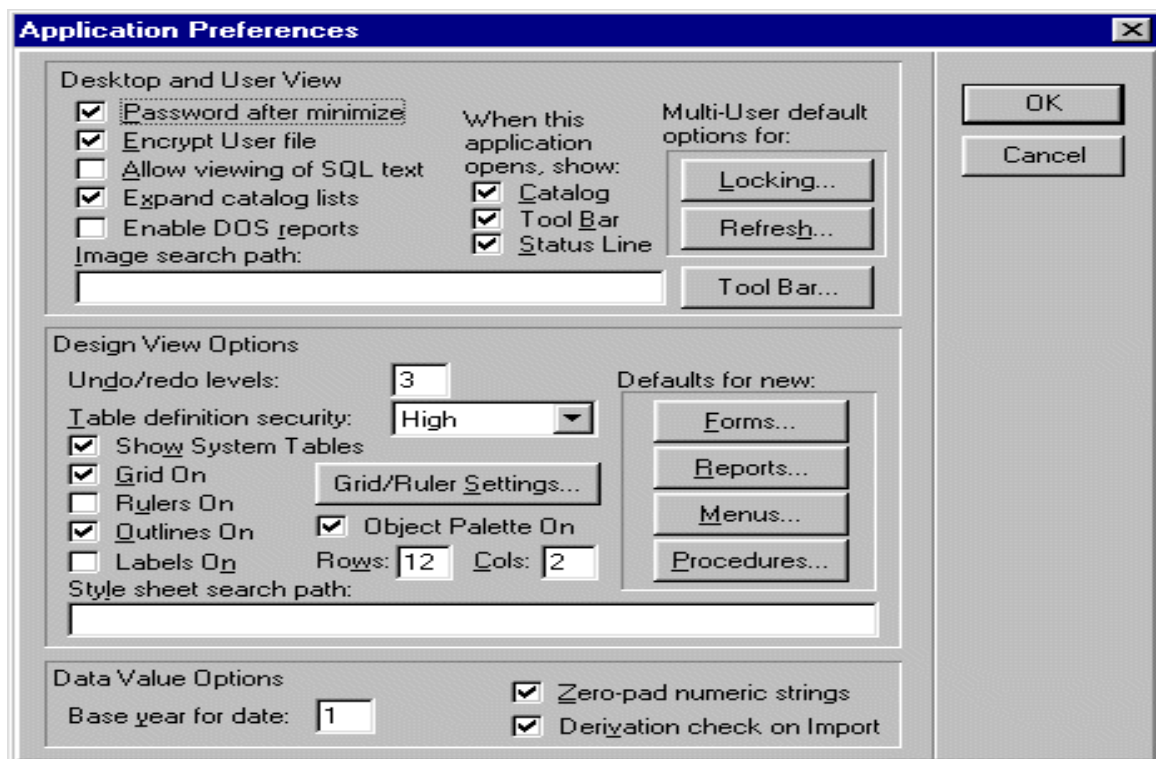 Application Preferences
Desktop and User View
Password after minimize
Encrypt User file
Allow viewing of SQL text
Expand catalog lists
Enable DOS reports
When this
application
opens, show:
Catalog
Tool Bar
Status Line
Multi-User default
options for:
Locking...
Refresh...
Image search path:
Tool Bar...
OK
Cancel
Design View Options
Undo/redo levels: 3
Table definition security: High
Show System Tables
Grid On
Rulers On
Outlines On
Labels On
Grid/Ruler Settings...
Object Palette On
Rows: 12 Cols: 2
Defaults for new:
Forms...
Reports...
Menus...
Procedures...
Style sheet search path:
Data Value Options
Base year for date: 1
Zero-pad numeric strings
Derivation check on Import